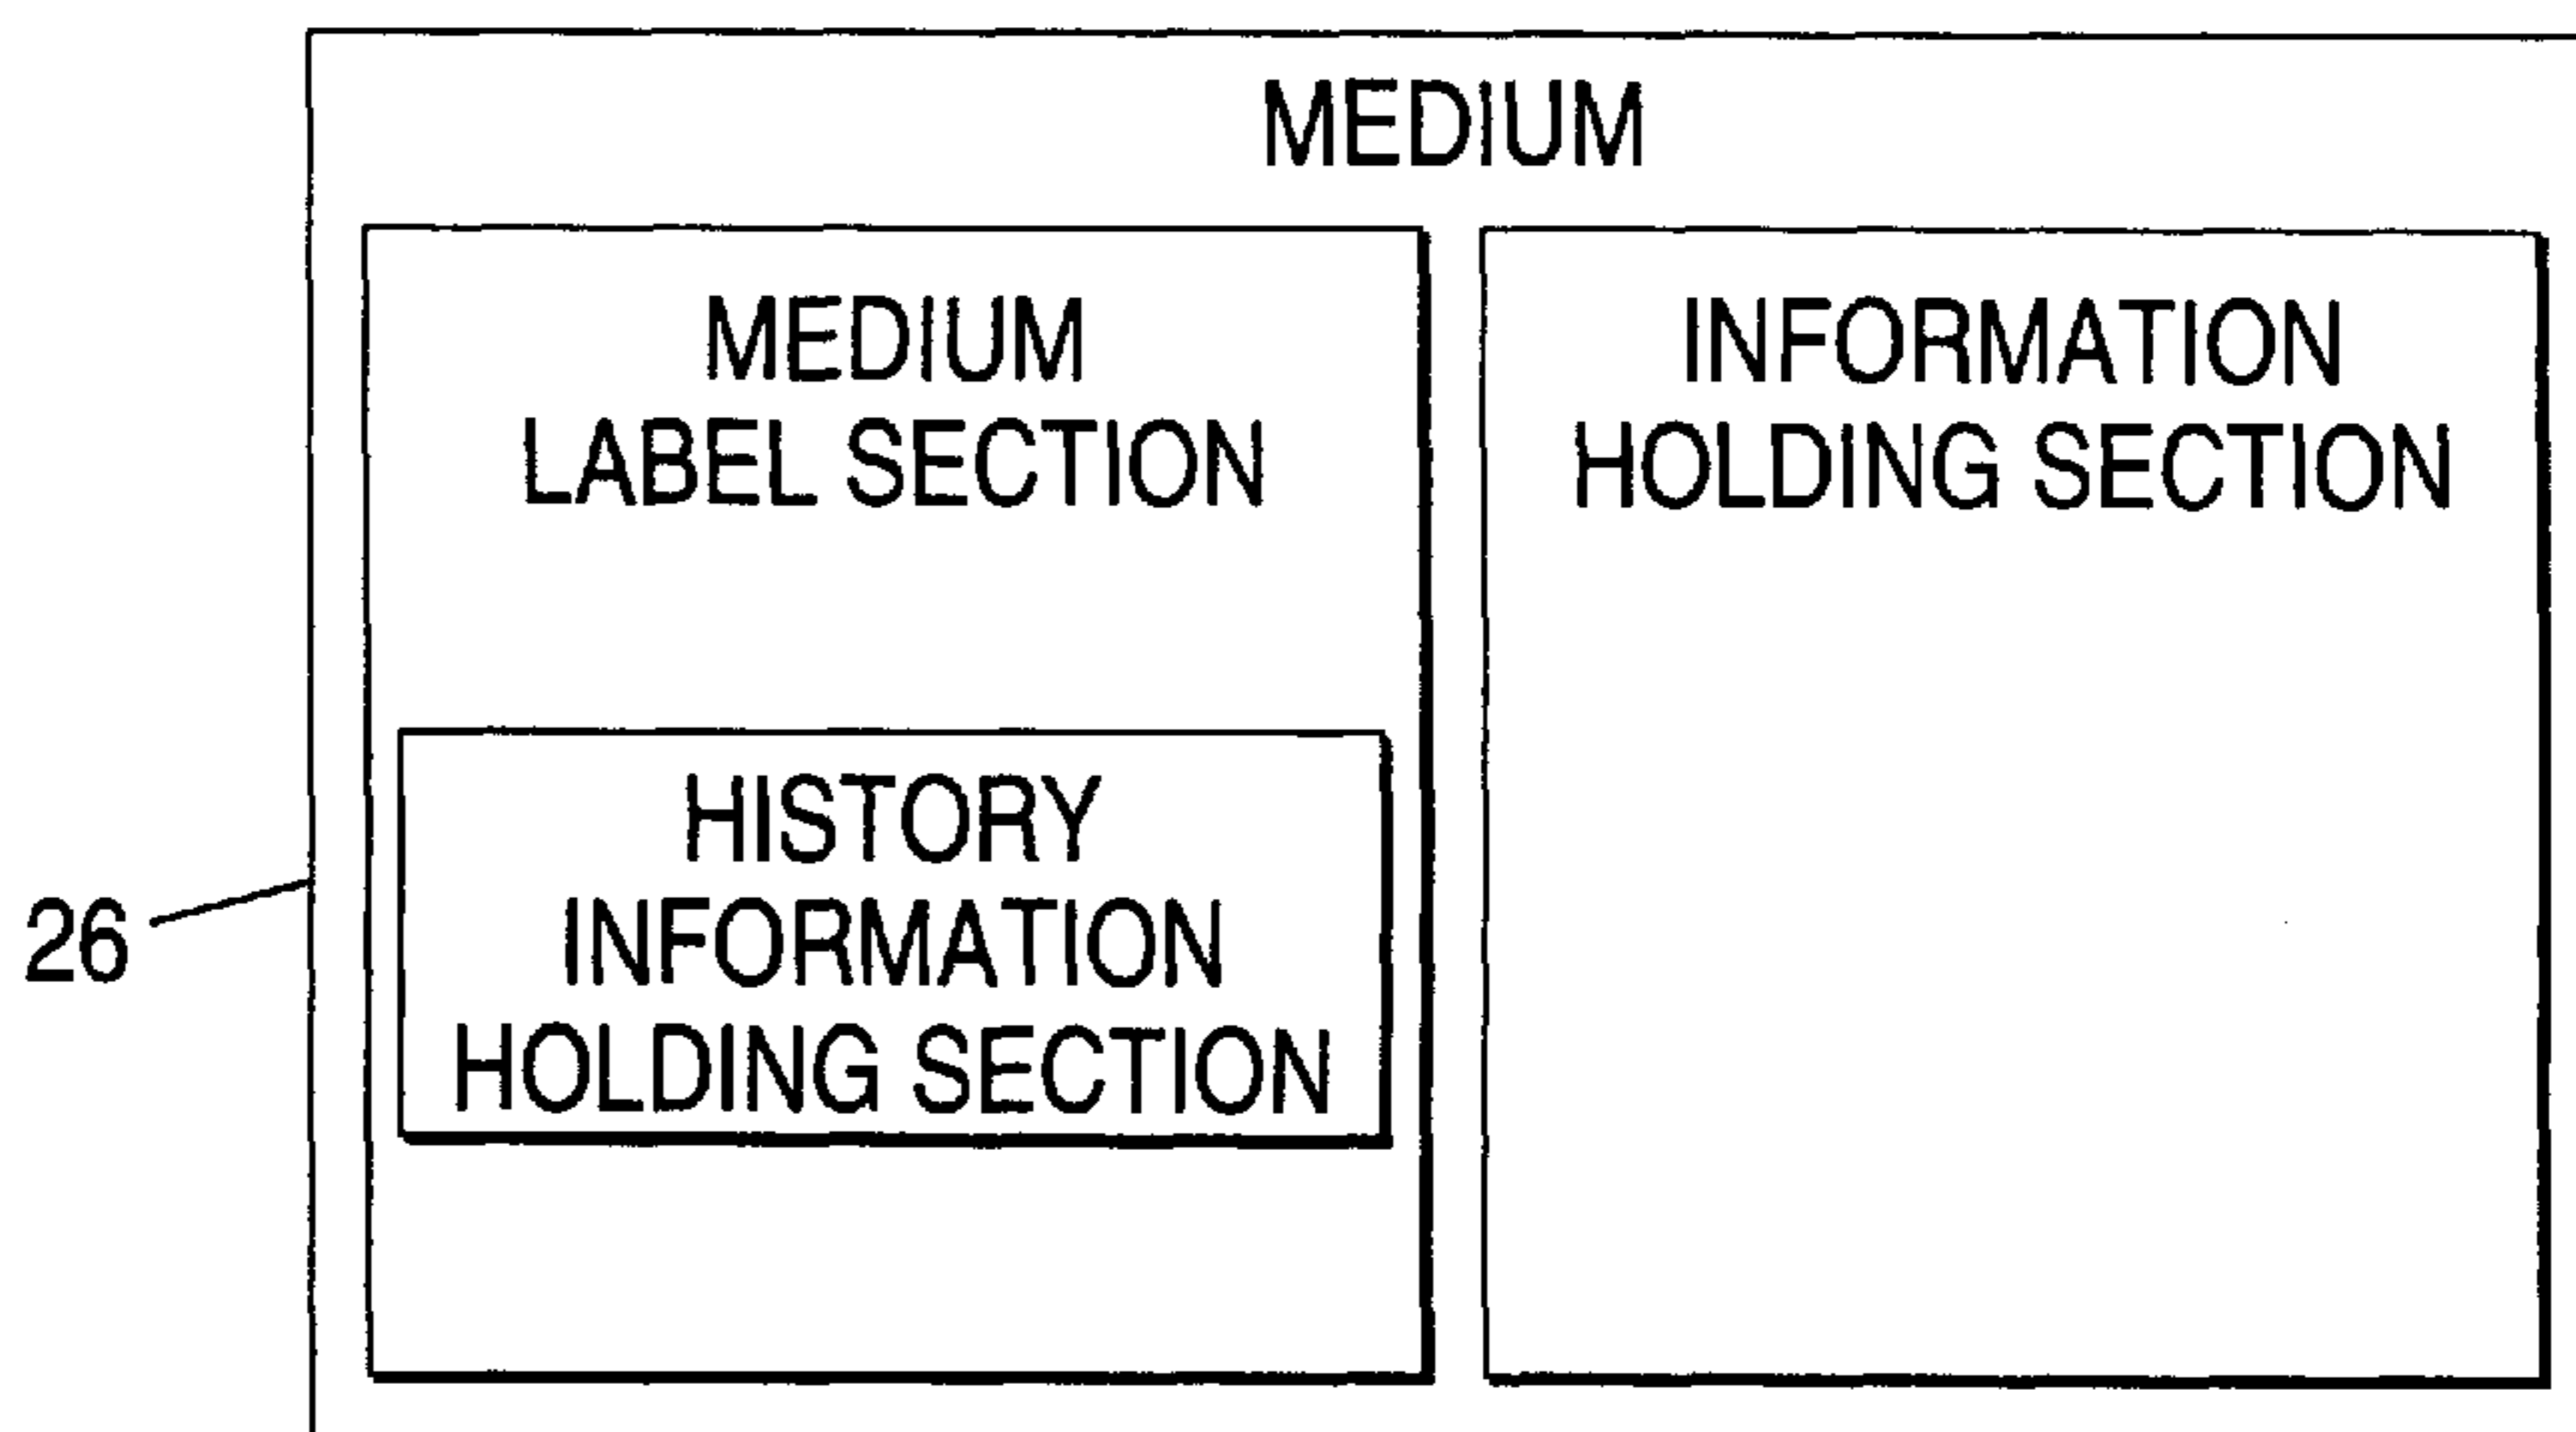 MEDIUM
MEDIUM
LABEL SECTION
HISTORY
INFORMATION
HOLDING SECTION
INFORMATION
HOLDING SECTION
26